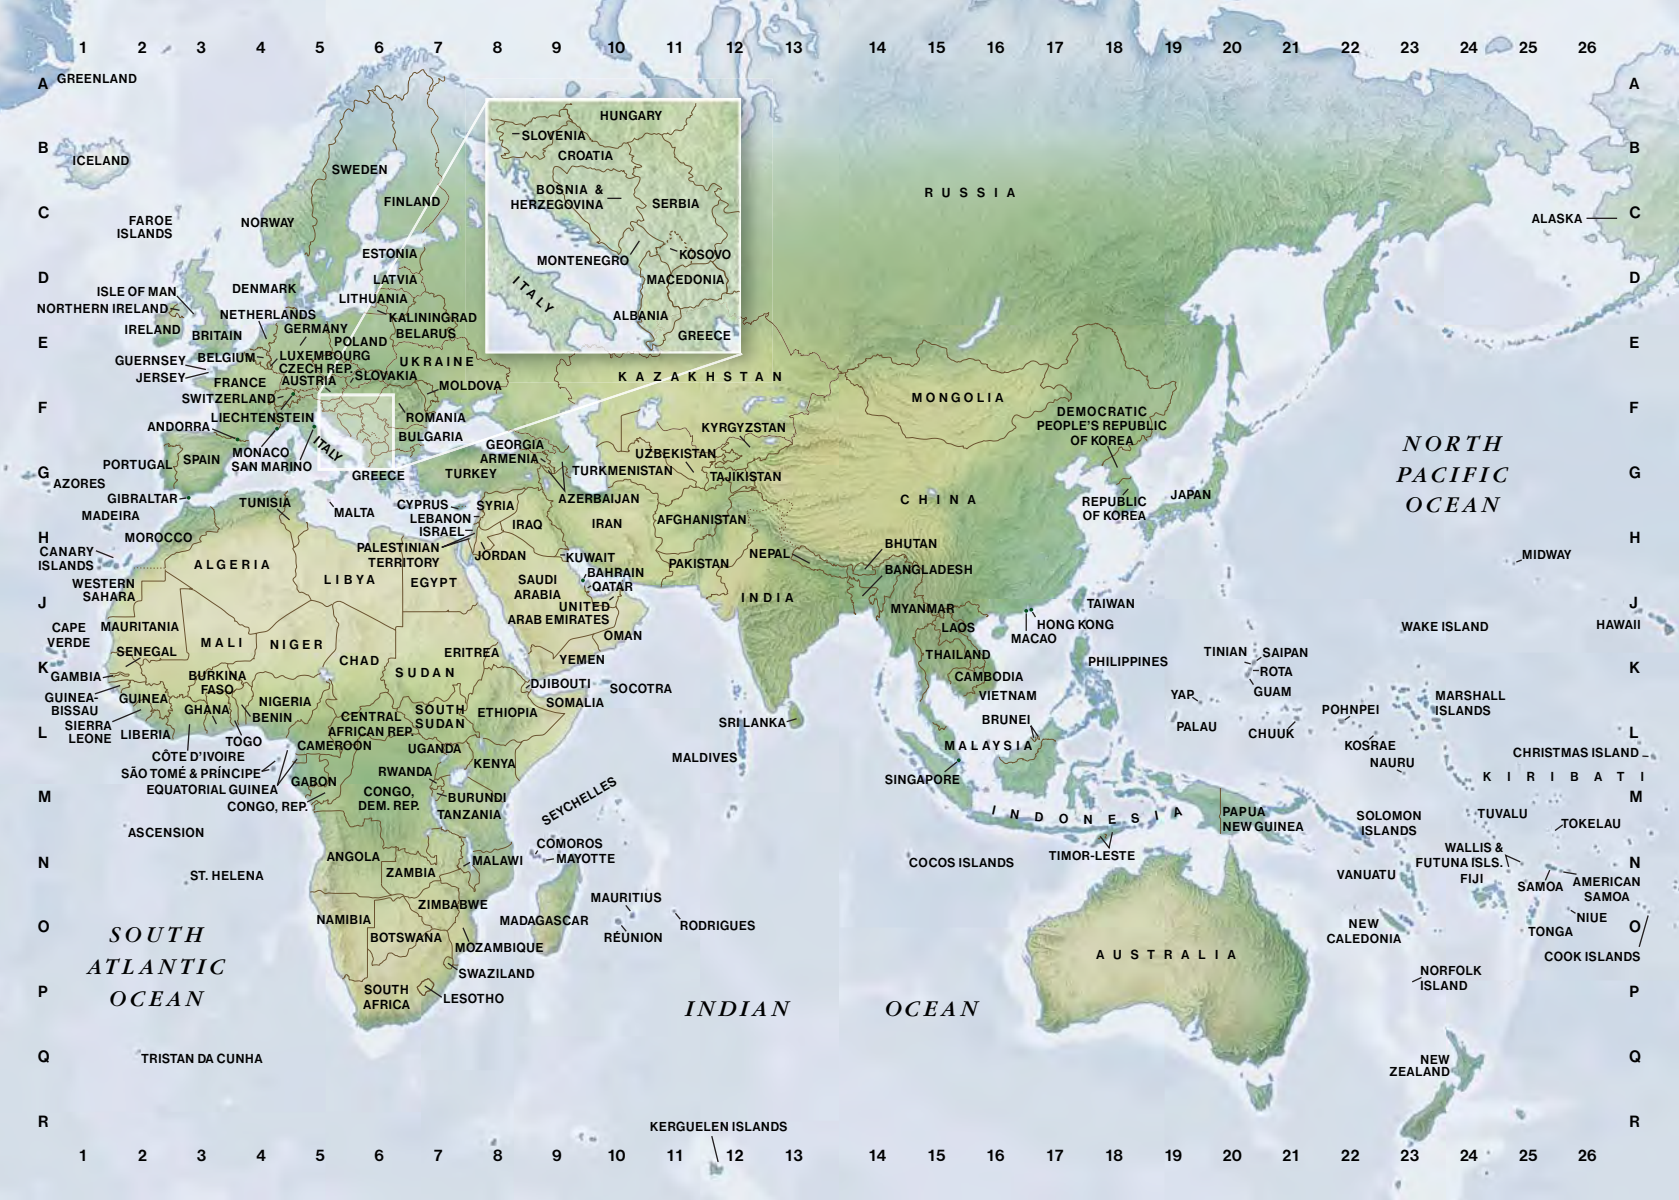 1 2 3 4 5 6 7 8 9 10 11 12 13 14 15 16 17 18 19 20 21 22 23 24 25 26
A
GREENLAND
A
HUNGARY
SLOVENIA
CROATIA
BOSNIA &
HERZEGOVINA
SERBIA
MONTENEGRO
KOSOVO
MACEDONIA
ITALY
ALBANIA
GREECE
B
ICELAND
SWEDEN
B
FINLAND
RUSSIA
C
FAROE
ISLANDS
NORWAY
ALASKA
C
ESTONIA
D
LATVIA
D
ISLE OF MAN
DENMARK
LITHUANIA
NORTHERN IRELAND
NETHERLANDS
KALININGRAD
IRELAND
BRITAIN
GERMANY
BELARUS
E
POLAND
E
GUERNSEY
BELGIUM
LUXEMBOURG
UKRAINE
CZECH REP.
JERSEY
FRANCE
AUSTRIA
SLOVAKIA
MOLDOVA
KAZAKHSTAN
SWITZERLAND
MONGOLIA
F
LIECHTENSTEIN
ROMANIA
F
ANDORRA
BULGARIA
KYRGYZSTAN
DEMOCRATIC
PEOPLE'S REPUBLIC
OF KOREA
NORTH
PACIFIC
OCEAN
MONACO
SAN MARINO
ITALY
GEORGIA
ARMENIA
UZBEKISTAN
PORTUGAL
SPAIN
G
GREECE
TURKEY
TURKMENISTAN
TAJIKISTAN
G
AZORES
GIBRALTAR
TUNISIA
MALTA
CYPRUS
SYRIA
AZERBAIJAN
CHINA
REPUBLIC
OF KOREA
JAPAN
MADEIRA
LEBANON
ISRAEL
IRAQ
IRAN
AFGHANISTAN
H
MOROCCO
H
CANARY
ISLANDS
PALESTINIAN
TERRITORY
JORDAN
KUWAIT
PAKISTAN
NEPAL
BHUTAN
MIDWAY
ALGERIA
LIBYA
EGYPT
SAUDI
ARABIA
BAHRAIN
QATAR
BANGLADESH
WESTERN
SAHARA
UNITED
ARAB EMIRATES
INDIA
MYANMAR
TAIWAN
J
J
CAPE
VERDE
MAURITANIA
MALI
NIGER
OMAN
LAOS
HONG KONG
MACAO
WAKE ISLAND
HAWAII
SENEGAL
CHAD
SUDAN
ERITREA
YEMEN
THAILAND
PHILIPPINES
TINIAN
SAIPAN
ROTA
GUAM
K
K
GAMBIA
BURKINA
FASO
DJIBOUTI
SOCOTRA
CAMBODIA
VIETNAM
YAP
GUINEA-
BISSAU
GUINEA
GHANA
NIGERIA
BENIN
SOUTH
SUDAN
ETHIOPIA
SOMALIA
MARSHALL
ISLANDS
POHNPEI
SIERRA
LEONE
LIBERIA
TOGO
CENTRAL
AFRICAN REP.
SRI LANKA
BRUNEI
PALAU
CHUUK
L
L
CÔTE D'IVOIRE
CAMEROON
UGANDA
KENYA
MALDIVES
MALAYSIA
KOSRAE
NAURU
CHRISTMAS ISLAND
SÃO TOMÉ & PRÍNCIPE
GABON
RWANDA
SINGAPORE
KIRIBATI
EQUATORIAL GUINEA
M
M
CONGO, REP.
CONGO,
DEM. REP.
BURUNDI
TANZANIA
SEYCHELLES
INDONESIA
PAPUA
NEW GUINEA
SOLOMON
ISLANDS
TUVALU
TOKELAU
ASCENSION
COMOROS
MAYOTTE
TIMOR-LESTE
WALLIS &
FUTUNA ISLS.
N
ANGOLA
MALAWI
COCOS ISLANDS
N
ST. HELENA
ZAMBIA
VANUATU
FIJI
SAMOA
AMERICAN
SAMOA
ZIMBABWE
MAURITIUS
NAMIBIA
MADAGASCAR
RODRIGUES
NIUE
O
SOUTH
ATLANTIC
OCEAN
BOTSWANA
MOZAMBIQUE
RÉUNION
NEW
CALEDONIA
TONGA
O
AUSTRALIA
COOK ISLANDS
SWAZILAND
NORFOLK
ISLAND
P
SOUTH
AFRICA
LESOTHO
P
INDIAN OCEAN
Q
TRISTAN DA CUNHA
NEW
ZEALAND
Q
R
KERGUELEN ISLANDS
R
1 2 3 4 5 6 7 8 9 10 11 12 13 14 15 16 17 18 19 20 21 22 23 24 25 26